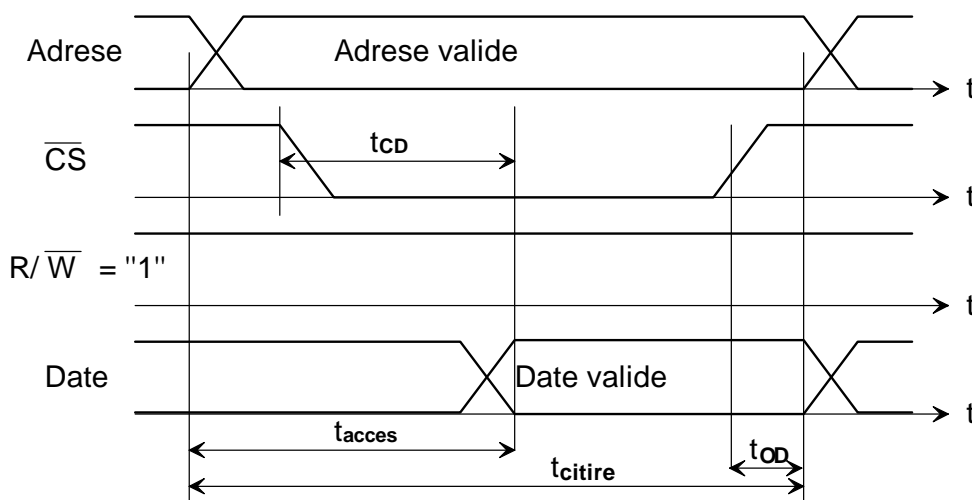 Adrese Adrese valide t
CS tCD t
R/ W = "1" t
Date Date valide t
tacces tOD
tcitire